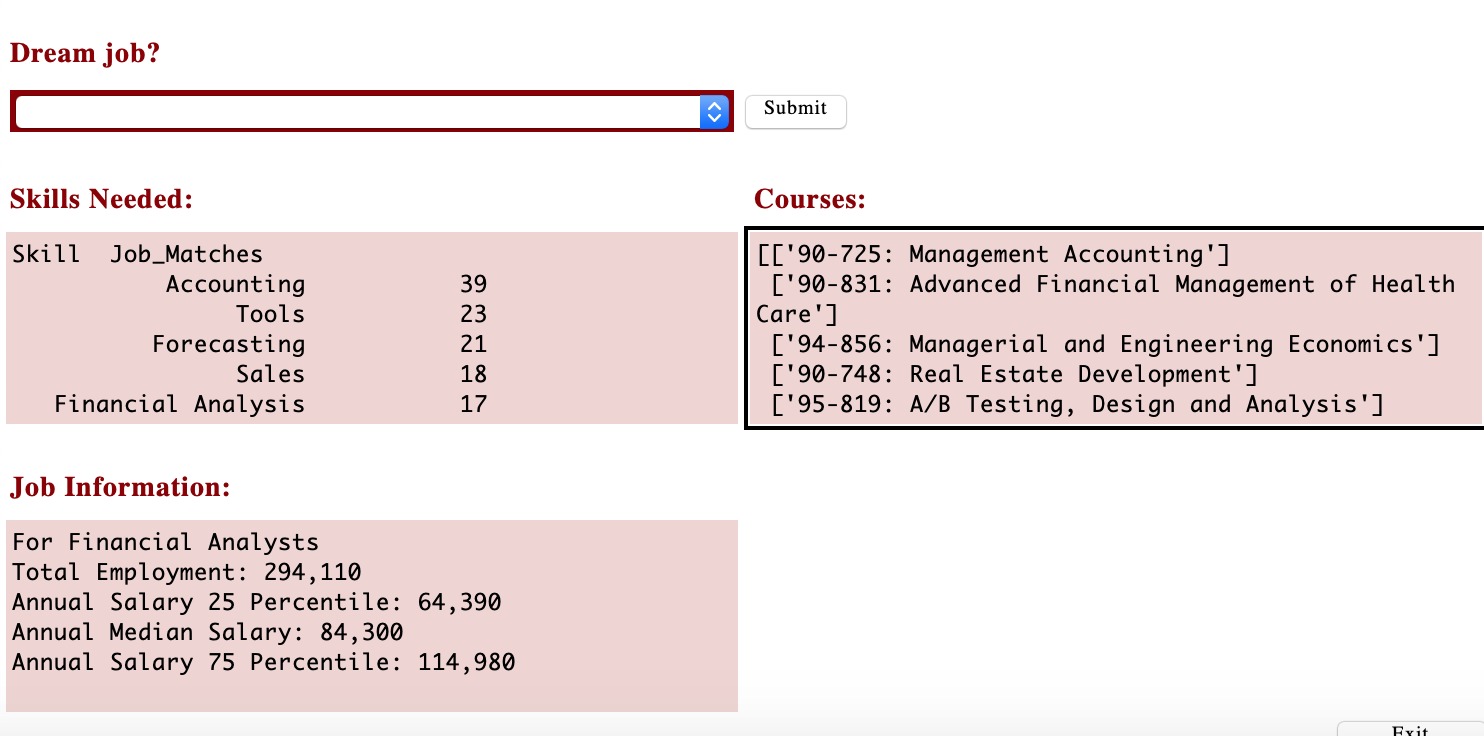 Dream job?
Submit
Skills Needed:
Skill  Job_Matches
Accounting 39
Tools 23
Forecasting 21
Sales 18
Financial Analysis 17
Courses:
[['90-725: Management Accounting']
['90-831: Advanced Financial Management of Health
Care']
['94-856: Managerial and Engineering Economics']
['90-748: Real Estate Development']
['95-819: A/B Testing, Design and Analysis']
Job Information:
For Financial Analysts
Total Employment: 294,110
Annual Salary 25 Percentile: 64,390
Annual Median Salary: 84,300
Annual Salary 75 Percentile: 114,980
Exit